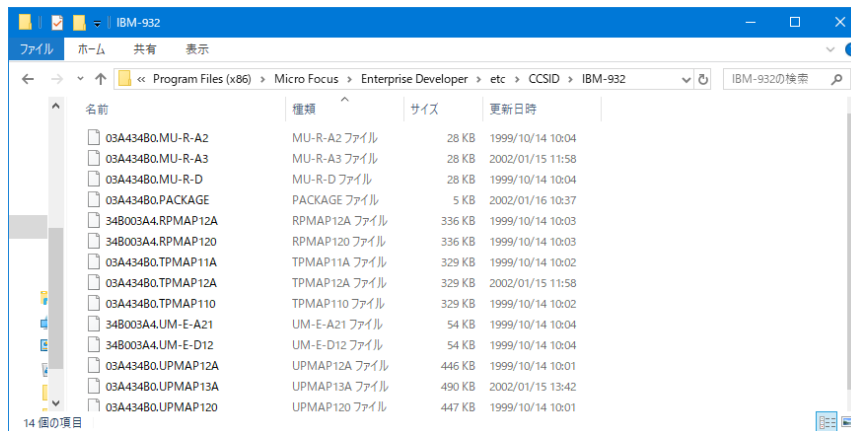 IBM-932
ファイル ホーム 共有 表示
« Program Files (x86) > Micro Focus > Enterprise Developer > etc > CCSID > IBM-932 IBM-932の検索
名前 種類 サイズ 更新日時
03A434B0.MU-R-A2 MU-R-A2 ファイル 28 KB 1999/10/14 10:04
03A434B0.MU-R-A3 MU-R-A3 ファイル 28 KB 2002/01/15 11:58
03A434B0.MU-R-D MU-R-D ファイル 28 KB 1999/10/14 10:04
03A434B0.PACKAGE PACKAGE ファイル 5 KB 2002/01/16 10:37
34B003A4.RPMAP12A RPMAP12A ファイル 336 KB 1999/10/14 10:03
34B003A4.RPMAP120 RPMAP120 ファイル 336 KB 1999/10/14 10:03
03A434B0.TPMAP11A TPMAP11A ファイル 329 KB 1999/10/14 10:02
03A434B0.TPMAP12A TPMAP12A ファイル 329 KB 2002/01/15 11:58
03A434B0.TPMAP110 TPMAP110 ファイル 329 KB 1999/10/14 10:02
34B003A4.UM-E-A21 UM-E-A21 ファイル 54 KB 1999/10/14 10:04
34B003A4.UM-E-D12 UM-E-D12 ファイル 54 KB 1999/10/14 10:04
03A434B0.UPMAP12A UPMAP12A ファイル 446 KB 1999/10/14 10:01
03A434B0.UPMAP13A UPMAP13A ファイル 490 KB 2002/01/15 13:42
03A434B0.UPMAP120 UPMAP120 ファイル 447 KB 1999/10/14 10:01
14 個の項目